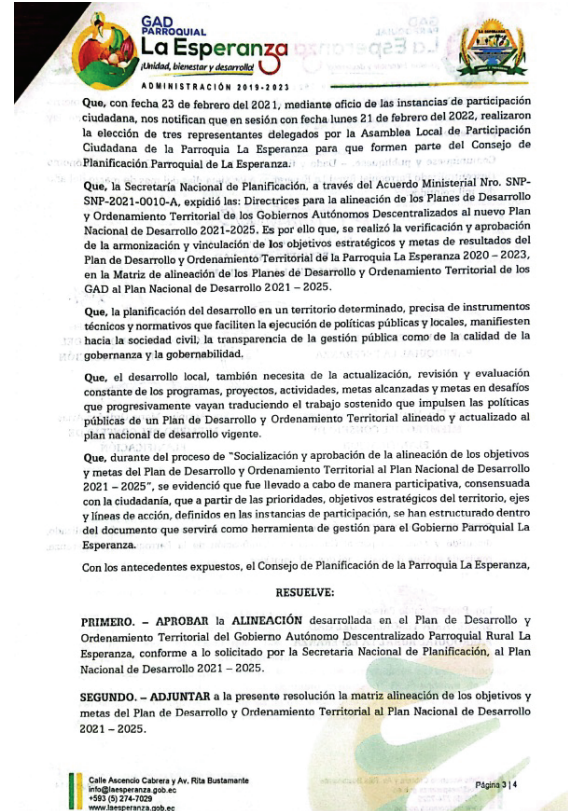 GAD
PARROQUIAL
La Esperanza
¡Unidad, bienestar y desarrollo!
ADMINISTRACIÓN 2019-2023
Que, con fecha 23 de febrero del 2021, mediante oficio de las instancias de participación
ciudadana, nos notifican que en sesión con fecha lunes 21 de febrero del 2022, realizaron
la elección de tres representantes delegados por la Asamblea Local de Participación
Ciudadana de la Parroquia La Esperanza para que formen parte del Consejo de
Planificación Parroquial de La Esperanza.
Que, la Secretaría Nacional de Planificación, a través del Acuerdo Ministerial Nro. SNP-
SNP-2021-0010-A, expidió las: Directrices para la alineación de los Planes de Desarrollo
y Ordenamiento Territorial de los Gobiernos Autónomos Descentralizados al nuevo Plan
Nacional de Desarrollo 2021-2025. Es por ello que, se realizó la verificación y aprobación
de la armonización y vinculación de los objetivos estratégicos y metas de resultados del
Plan de Desarrollo y Ordenamiento Territorial de la Parroquia La Esperanza 2020 – 2023,
en la Matriz de alineación de los Planes de Desarrollo y Ordenamiento Territorial de los
GAD al Plan Nacional de Desarrollo 2021 – 2025.
Que, la planificación del desarrollo en un territorio determinado, precisa de instrumentos
técnicos y normativos que faciliten la ejecución de políticas públicas y locales, manifiesten
hacia la sociedad civil, la transparencia de la gestión pública como de la calidad de la
gobernanza y la gobernabilidad.
Que, el desarrollo local, también necesita de la actualización, revisión y evaluación
constante de los programas, proyectos, actividades, metas alcanzadas y metas en desafíos
que progresivamente vayan traduciendo el trabajo sostenido que impulsen las políticas
públicas de un Plan de Desarrollo y Ordenamiento Territorial alineado y actualizado al
plan nacional de desarrollo vigente.
Que, durante del proceso de "Socialización y aprobación de la alineación de los objetivos
y metas del Plan de Desarrollo y Ordenamiento Territorial al Plan Nacional de Desarrollo
2021 – 2025", se evidenció que fue llevado a cabo de manera participativa, consensuada
con la ciudadanía, que a partir de las prioridades, objetivos estratégicos del territorio, ejes
y líneas de acción, definidos en las instancias de participación, se han estructurado dentro
del documento que servirá como herramienta de gestión para el Gobierno Parroquial La
Esperanza.
Con los antecedentes expuestos, el Consejo de Planificación de la Parroquia La Esperanza,
RESUELVE:
PRIMERO. – APROBAR la ALINEACIÓN desarrollada en el Plan de Desarrollo y
Ordenamiento Territorial del Gobierno Autónomo Descentralizado Parroquial Rural La
Esperanza, conforme a lo solicitado por la Secretaria Nacional de Planificación, al Plan
Nacional de Desarrollo 2021 – 2025.
SEGUNDO. – ADJUNTAR a la presente resolución la matriz alineación de los objetivos y
metas del Plan de Desarrollo y Ordenamiento Territorial al Plan Nacional de Desarrollo
2021 – 2025.
Calle Ascencio Cabrera y Av. Rita Bustamante
info@laesperanza.gob.ec
+593 (5) 274-7029
www.laesperanza.gob.ec
Página 3 | 4